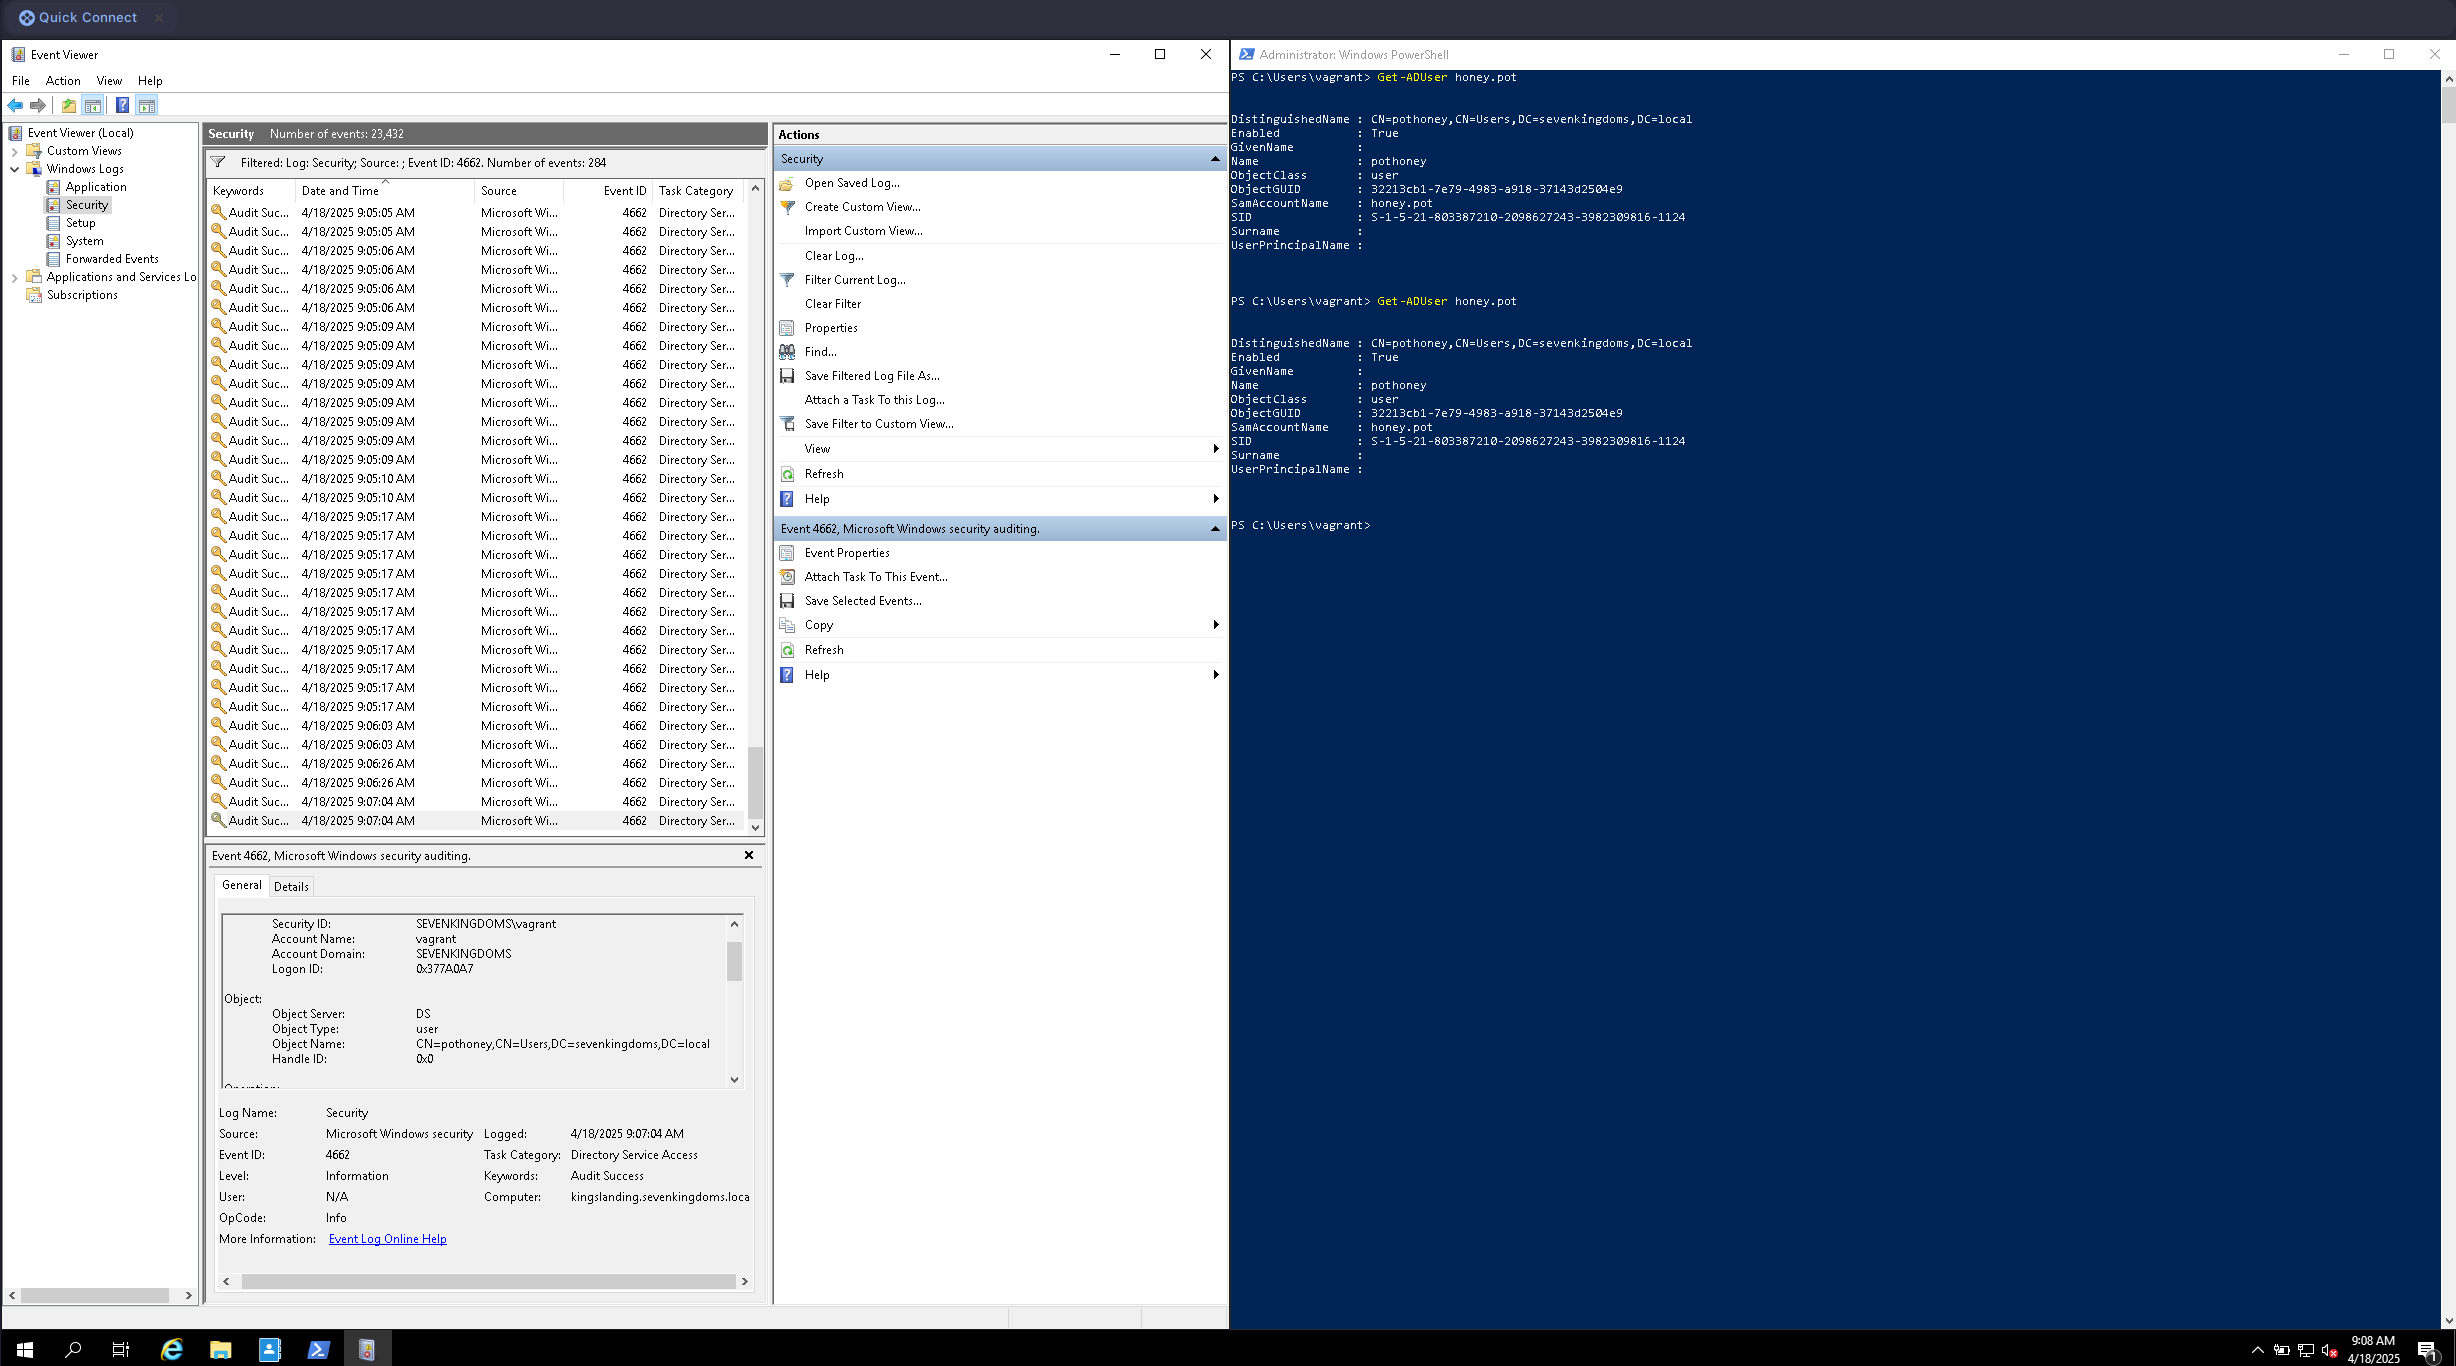 Quick Connect
Event Viewer
File Action View Help
Event Viewer (Local)
Custom Views
Windows Logs
Application
Security
Setup
System
Forwarded Events
Applications and Services Lo
Subscriptions
Security Number of events: 23,432
Filtered: Log: Security; Source: ; Event ID: 4662. Number of events: 284
Keywords Date and Time Source Event ID Task Category
Audit Suc... 4/18/2025 9:05:05 AM Microsoft Wi... 4662 Directory Ser...
Audit Suc... 4/18/2025 9:05:05 AM Microsoft Wi... 4662 Directory Ser...
Audit Suc... 4/18/2025 9:05:06 AM Microsoft Wi... 4662 Directory Ser...
Audit Suc... 4/18/2025 9:05:06 AM Microsoft Wi... 4662 Directory Ser...
Audit Suc... 4/18/2025 9:05:06 AM Microsoft Wi... 4662 Directory Ser...
Audit Suc... 4/18/2025 9:05:06 AM Microsoft Wi... 4662 Directory Ser...
Audit Suc... 4/18/2025 9:05:09 AM Microsoft Wi... 4662 Directory Ser...
Audit Suc... 4/18/2025 9:05:09 AM Microsoft Wi... 4662 Directory Ser...
Audit Suc... 4/18/2025 9:05:09 AM Microsoft Wi... 4662 Directory Ser...
Audit Suc... 4/18/2025 9:05:09 AM Microsoft Wi... 4662 Directory Ser...
Audit Suc... 4/18/2025 9:05:09 AM Microsoft Wi... 4662 Directory Ser...
Audit Suc... 4/18/2025 9:05:09 AM Microsoft Wi... 4662 Directory Ser...
Audit Suc... 4/18/2025 9:05:09 AM Microsoft Wi... 4662 Directory Ser...
Audit Suc... 4/18/2025 9:05:09 AM Microsoft Wi... 4662 Directory Ser...
Audit Suc... 4/18/2025 9:05:10 AM Microsoft Wi... 4662 Directory Ser...
Audit Suc... 4/18/2025 9:05:10 AM Microsoft Wi... 4662 Directory Ser...
Audit Suc... 4/18/2025 9:05:17 AM Microsoft Wi... 4662 Directory Ser...
Audit Suc... 4/18/2025 9:05:17 AM Microsoft Wi... 4662 Directory Ser...
Audit Suc... 4/18/2025 9:05:17 AM Microsoft Wi... 4662 Directory Ser...
Audit Suc... 4/18/2025 9:05:17 AM Microsoft Wi... 4662 Directory Ser...
Audit Suc... 4/18/2025 9:05:17 AM Microsoft Wi... 4662 Directory Ser...
Audit Suc... 4/18/2025 9:05:17 AM Microsoft Wi... 4662 Directory Ser...
Audit Suc... 4/18/2025 9:05:17 AM Microsoft Wi... 4662 Directory Ser...
Audit Suc... 4/18/2025 9:05:17 AM Microsoft Wi... 4662 Directory Ser...
Audit Suc... 4/18/2025 9:05:17 AM Microsoft Wi... 4662 Directory Ser...
Audit Suc... 4/18/2025 9:05:17 AM Microsoft Wi... 4662 Directory Ser...
Audit Suc... 4/18/2025 9:05:17 AM Microsoft Wi... 4662 Directory Ser...
Audit Suc... 4/18/2025 9:06:03 AM Microsoft Wi... 4662 Directory Ser...
Audit Suc... 4/18/2025 9:06:03 AM Microsoft Wi... 4662 Directory Ser...
Audit Suc... 4/18/2025 9:06:26 AM Microsoft Wi... 4662 Directory Ser...
Audit Suc... 4/18/2025 9:06:26 AM Microsoft Wi... 4662 Directory Ser...
Audit Suc... 4/18/2025 9:07:04 AM Microsoft Wi... 4662 Directory Ser...
Audit Suc... 4/18/2025 9:07:04 AM Microsoft Wi... 4662 Directory Ser...
Event 4662, Microsoft Windows security auditing.
General Details
Security ID: SEVENKINGDOMS\vagrant
Account Name: vagrant
Account Domain: SEVENKINGDOMS
Logon ID: 0x377A0A7
Object:
Object Server: DS
Object Type: user
Object Name: CN=pothoney,CN=Users,DC=sevenkingdoms,DC=local
Handle ID: 0x0
Operation:
Log Name: Security
Source: Microsoft Windows security Logged: 4/18/2025 9:07:04 AM
Event ID: 4662 Task Category: Directory Service Access
Level: Information Keywords: Audit Success
User: N/A Computer: kingslanding.sevenkingdoms.loca
OpCode: Info
More Information: Event Log Online Help
Actions
Security
Open Saved Log...
Create Custom View...
Import Custom View...
Clear Log...
Filter Current Log...
Clear Filter
Properties
Find...
Save Filtered Log File As...
Attach a Task To this Log...
Save Filter to Custom View...
View
Refresh
Help
Event 4662, Microsoft Windows security auditing.
Event Properties
Attach Task To This Event...
Save Selected Events...
Copy
Refresh
Help
Administrator: Windows PowerShell
PS C:\Users\vagrant> Get-ADUser honey.pot
DistinguishedName : CN=pothoney,CN=Users,DC=sevenkingdoms,DC=local
Enabled : True
GivenName :
Name : pothoney
ObjectClass : user
ObjectGUID : 32213cb1-7e79-4983-a918-37143d2504e9
SamAccountName : honey.pot
SID : S-1-5-21-803387210-2098627243-3982309816-1124
Surname :
UserPrincipalName :
PS C:\Users\vagrant> Get-ADUser honey.pot
DistinguishedName : CN=pothoney,CN=Users,DC=sevenkingdoms,DC=local
Enabled : True
GivenName :
Name : pothoney
ObjectClass : user
ObjectGUID : 32213cb1-7e79-4983-a918-37143d2504e9
SamAccountName : honey.pot
SID : S-1-5-21-803387210-2098627243-3982309816-1124
Surname :
UserPrincipalName :
PS C:\Users\vagrant>
9:08 AM
4/18/2025
1